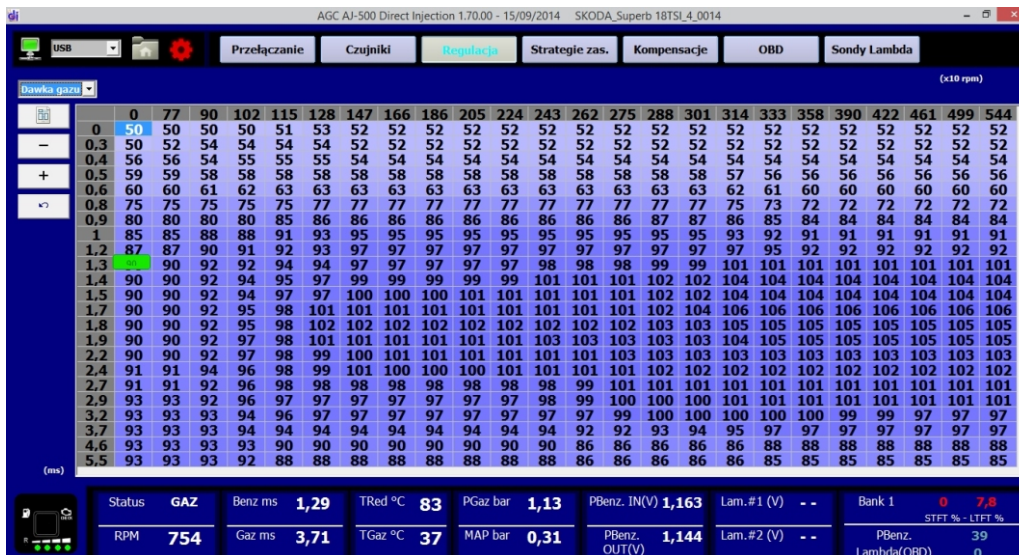 di AGC AJ-500 Direct Injection 1.70.00 - 15/09/2014 SKODA_Superb 18TSI_4_0014
USB Przełączanie Czujniki Regulacja Strategie zas. Kompensacje OBD Sondy Lambda
(x10 rpm)
Dawka gazu
0 77 90 102 115 128 147 166 186 205 224 243 262 275 288 301 314 333 358 390 422 461 499 544
0 50 50 50 50 51 53 52 52 52 52 52 52 52 52 52 52 52 52 52 52 52 52 52 52
0,3 50 52 54 54 54 54 52 52 52 52 52 52 52 52 52 52 52 52 52 52 52 52 52 52
0,4 56 56 54 55 55 55 54 54 54 54 54 54 54 54 54 54 54 54 54 54 54 54 54 54
0,5 59 59 58 58 58 58 58 58 58 58 58 58 58 58 58 58 57 56 56 56 56 56 56 56
0,6 60 60 61 62 63 63 63 63 63 63 63 63 63 63 63 63 62 61 60 60 60 60 60 60
0,8 75 75 75 75 75 77 77 77 77 77 77 77 77 77 77 77 75 73 72 72 72 72 72 72
0,9 80 80 80 80 85 86 86 86 86 86 86 86 86 86 87 87 86 85 84 84 84 84 84 84
1 85 85 88 88 91 93 95 95 95 95 95 95 95 95 95 95 93 92 91 91 91 91 91 91
1,2 87 87 90 91 92 93 97 97 97 97 97 97 97 97 97 97 97 95 92 92 92 92 92 92
1,3 90 92 92 94 94 97 97 97 97 97 98 98 98 99 99 101 101 101 101 101 101 101 101
1,4 90 90 92 94 95 97 99 99 99 99 99 101 101 101 102 102 104 104 104 104 104 104 104 104
1,5 90 90 92 94 97 97 100 100 100 101 101 101 101 101 102 102 104 104 104 104 104 104 104 104
1,7 90 90 92 95 98 101 101 101 101 101 101 101 101 101 102 104 106 106 106 106 106 106 106 106
1,8 90 90 92 95 98 102 102 102 102 102 102 102 102 102 103 103 105 105 105 105 105 105 105 105
1,9 90 90 92 97 98 101 101 101 101 101 101 103 103 103 103 103 104 105 105 105 105 105 105 105
2,2 90 90 92 97 98 99 100 101 101 101 101 101 101 103 103 103 103 103 103 103 103 103 103 103
2,4 91 91 94 96 98 99 101 100 100 100 101 101 101 101 102 102 102 102 102 102 102 102 102 102
2,7 91 91 92 96 98 98 98 98 98 98 98 98 99 101 101 101 101 101 101 101 101 101 101 101
2,9 93 93 92 96 97 97 97 97 97 97 97 98 99 100 100 100 101 101 101 101 101 101 101 101
3,2 93 93 93 94 96 97 97 97 97 97 97 97 97 99 100 100 100 100 100 99 99 97 97 97
3,7 93 93 93 94 94 94 94 94 94 94 94 94 92 92 93 94 95 97 97 97 97 97 97 97
4,6 93 93 93 93 90 90 90 90 90 90 90 90 86 86 86 86 86 88 88 88 88 88 88 88
5,5 93 93 93 92 88 88 88 88 88 88 88 88 86 86 86 86 86 85 85 85 85 85 85 85
(ms)
Status GAZ Benz ms 1,29 TRed °C 83 PGaz bar 1,13 PBenz. IN(V) 1,163 Lam.#1 (V) - - Bank 1 0 7,8
STFT % - LTFT %
RPM 754 Gaz ms 3,71 TGaz °C 37 MAP bar 0,31 PBenz. OUT(V) 1,144 Lam.#2 (V) - - PBenz. 39
Lambda(OBD) 0